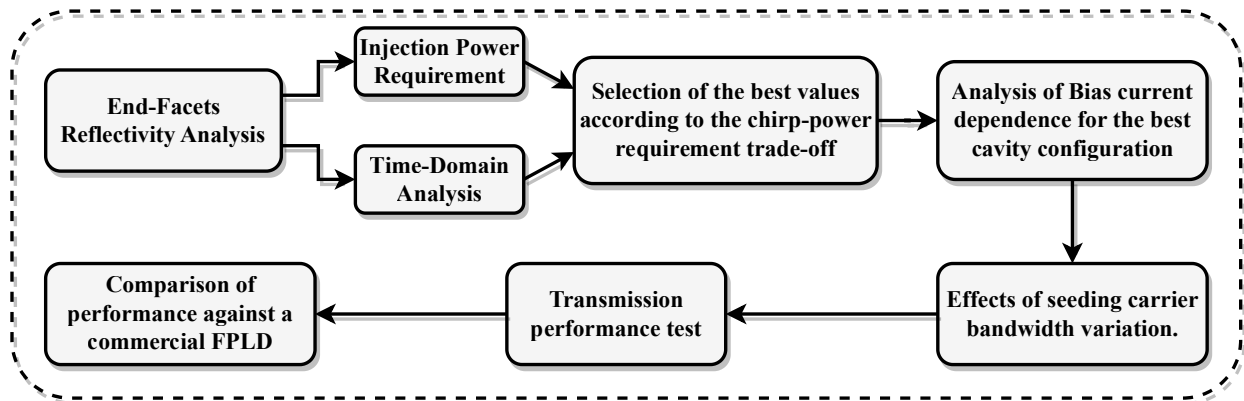 End-Facets
Reflectivity Analysis
Injection Power
Requirement
Time-Domain
Analysis
Selection of the best values
according to the chirp-power
requirement trade-off
Analysis of Bias current
dependence for the best
cavity configuration
Effects of seeding carrier
bandwidth variation.
Transmission
performance test
Comparison of
performance against a
commercial FPLD